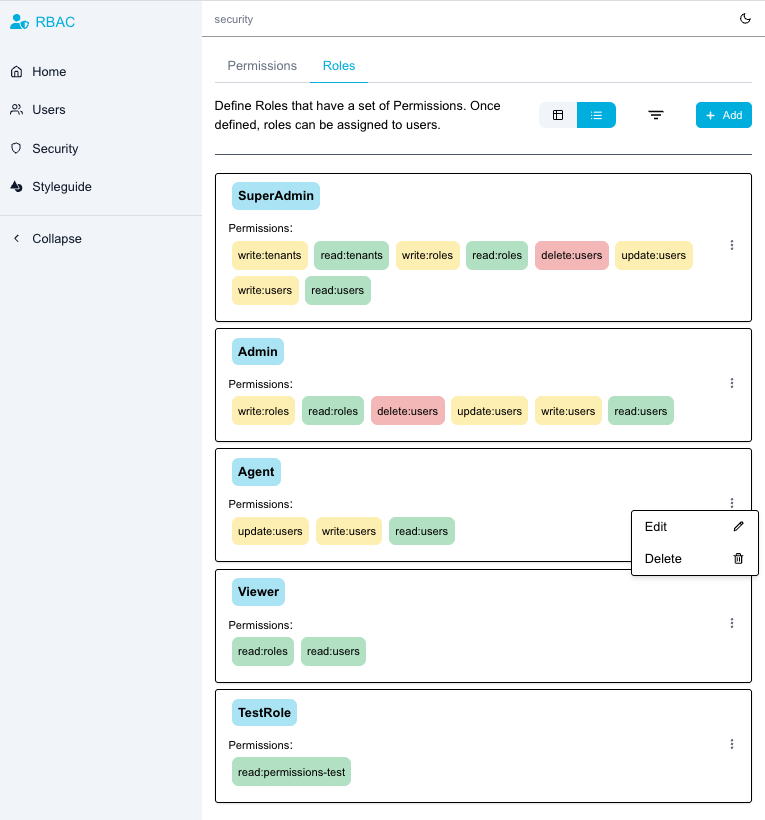 RBAC
Home
Users
Security
Styleguide
Collapse
security
Permissions Roles
Define Roles that have a set of Permissions. Once
defined, roles can be assigned to users.
Add
SuperAdmin
Permissions:
write:tenants read:tenants write:roles read:roles delete:users update:users
write:users read:users
Admin
Permissions:
write:roles read:roles delete:users update:users write:users read:users
Agent
Permissions:
update:users write:users read:users
Edit
Delete
Viewer
Permissions:
read:roles read:users
TestRole
Permissions:
read:permissions-test